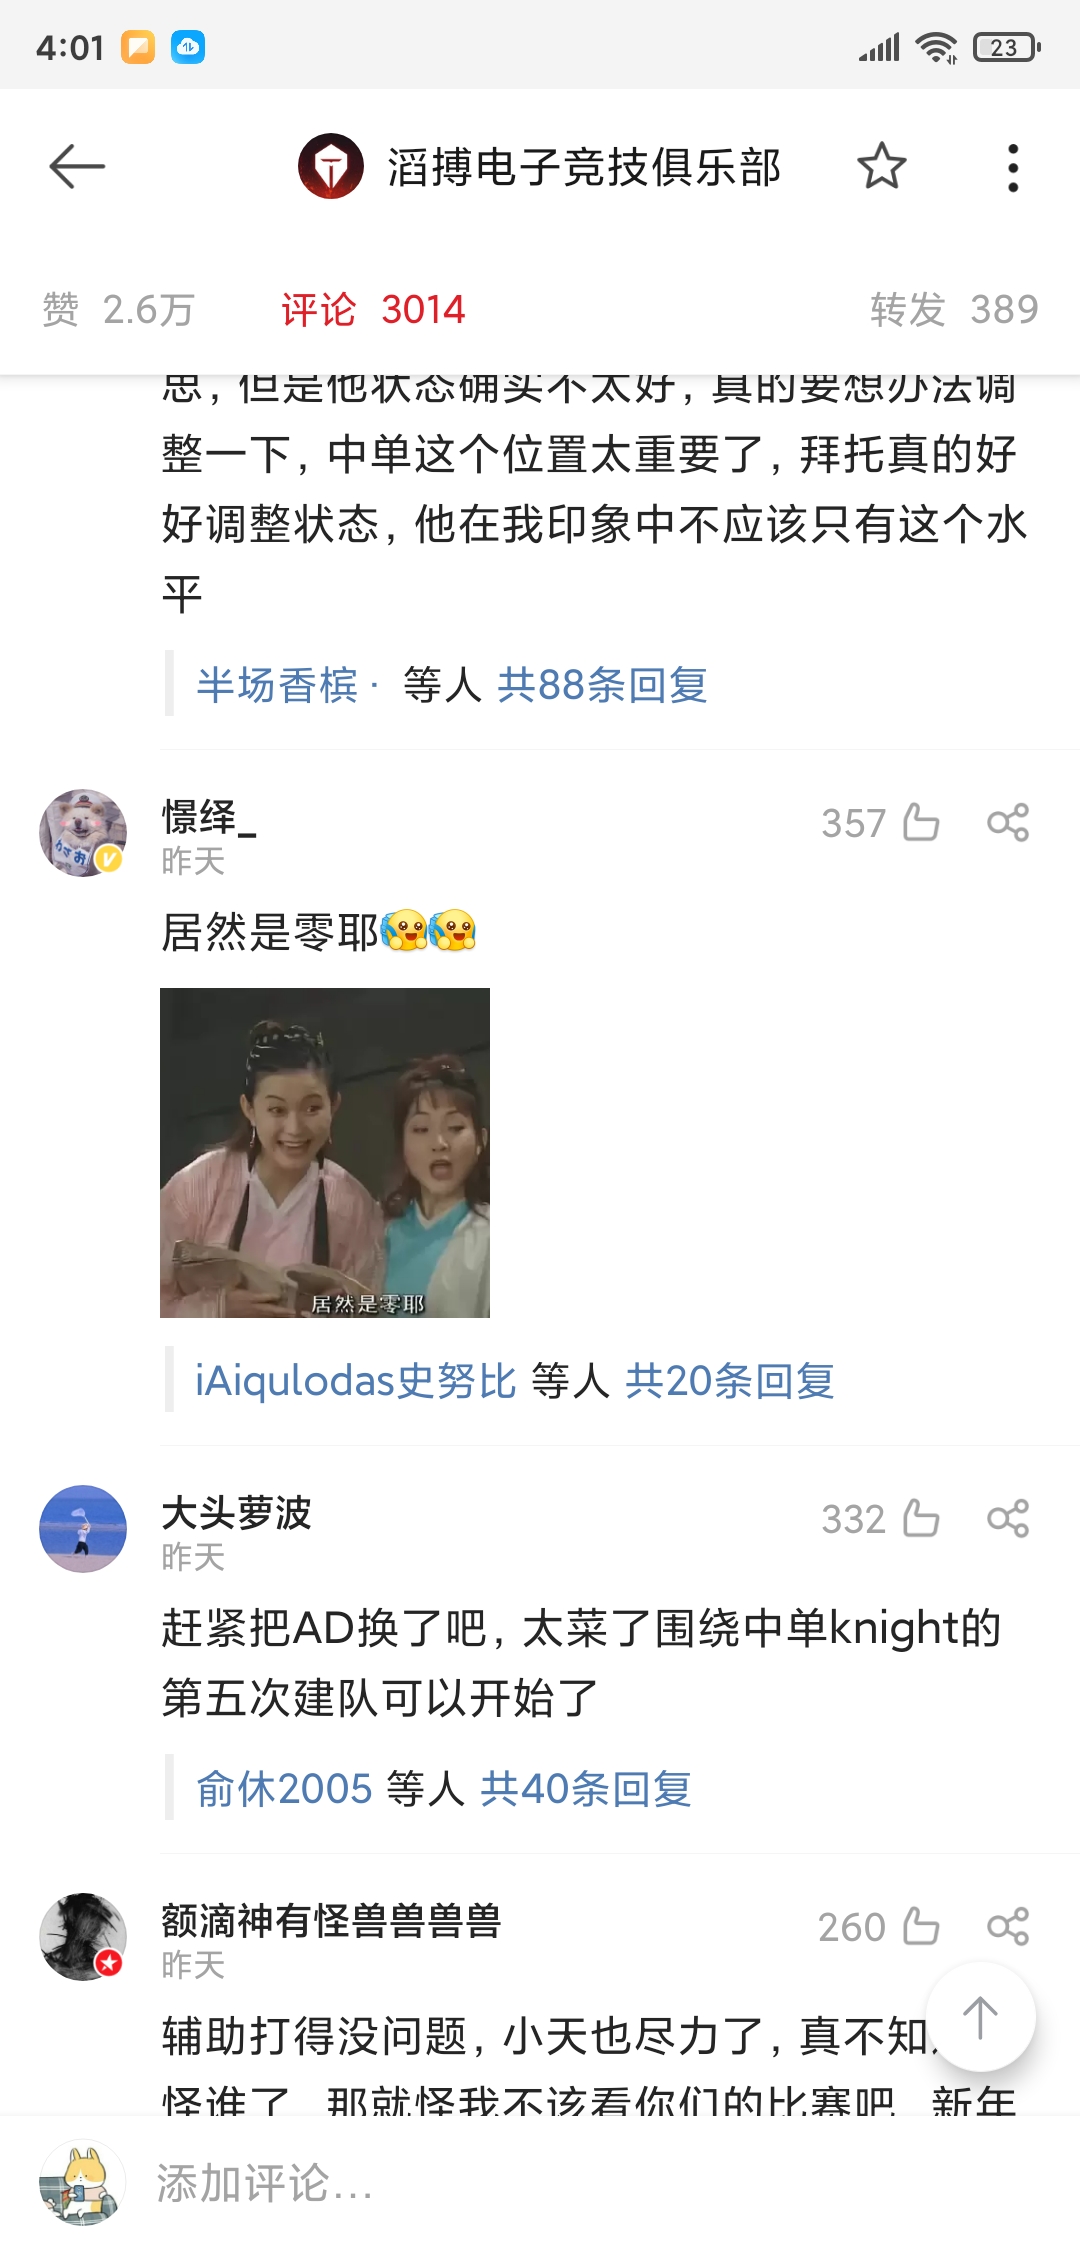 4:01
23
滔搏电子竞技俱乐部
赞 2.6万 评论 3014 转发 389
思，但是他状态确实不太好，真的要想办法调
整一下，中单这个位置太重要了，拜托真的好
好调整状态，他在我印象中不应该只有这个水
平
半场香槟· 等人 共88条回复
憬绎_
357
昨天
居然是零耶
居然是零耶
iAiqulodas史努比 等人 共20条回复
大头萝波
332
昨天
赶紧把AD换了吧，太菜了围绕中单knight的
第五次建队可以开始了
俞休2005 等人 共40条回复
额滴神有怪兽兽兽兽
260
昨天
辅助打得没问题，小天也尽力了，真不知
怪谁了 那就怪我不该看你们的比赛吧 新年
添加评论...